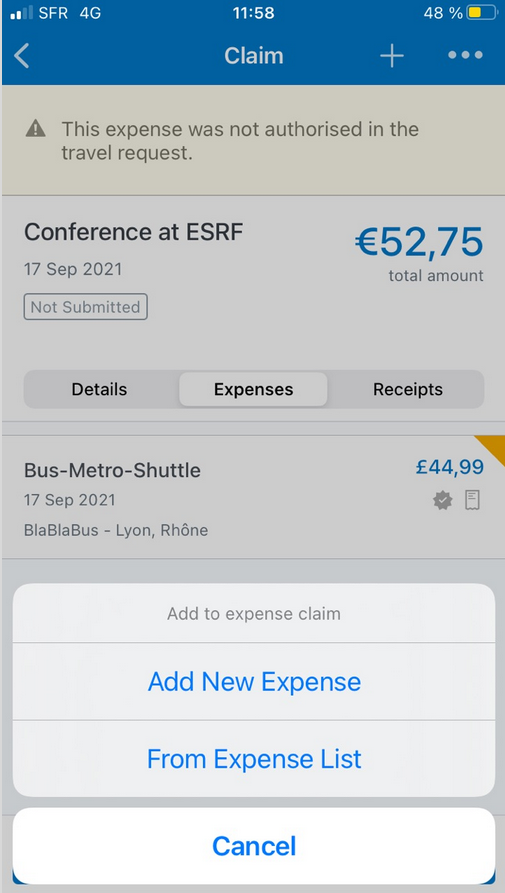 SFR 4G 11:58 48 %
Claim
This expense was not authorised in the
travel request.
Conference at ESRF
€52,75
17 Sep 2021
total amount
Not Submitted
Details Expenses Receipts
Bus-Metro-Shuttle
£44,99
17 Sep 2021
BlaBlaBus - Lyon, Rhône
Add to expense claim
Add New Expense
From Expense List
Cancel